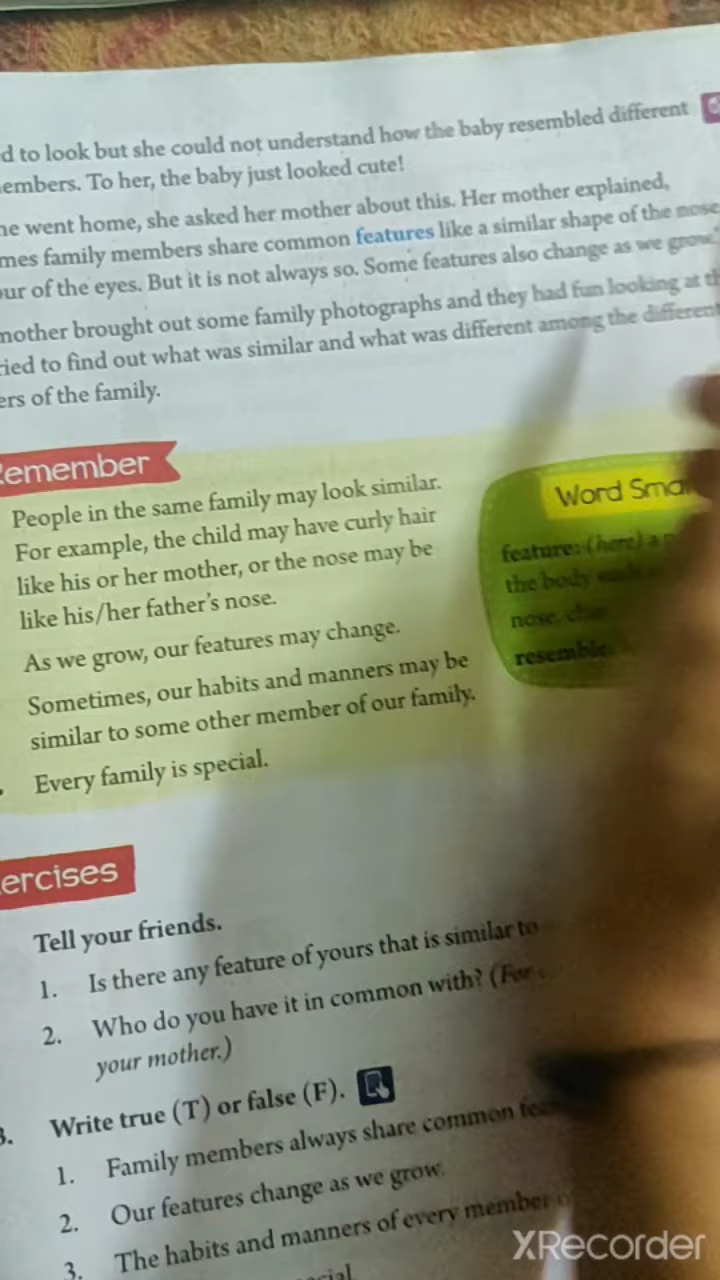 d to look but she could not understand how the baby resembled different
embers. To her, the baby just looked cute!
he went home, she asked her mother about this. Her mother explained,
mes family members share common features like a similar shape of the nose
our of the eyes. But it is not always so. Some features also change as we grow."
mother brought out some family photographs and they had fun looking at
ried to find out what was similar and what was different among the different
ers of the family.
Remember
People in the same family may look similar.
For example, the child may have curly hair
like his or her mother, or the nose may be
like his/her father's nose.
As we grow, our features may change.
Sometimes, our habits and manners may be
similar to some other member of our family.
Every family is special.
Word Sma
feature: (here) a
the body
nose,
resemble
ercises
Tell your friends.
1. Is there any feature of yours that is similar to
2. Who do you have it in common with? (For
your mother.)
B. Write true (T) or false (F).
1. Family members always share common
2. Our features change as we grow.
3. The habits and manners of every member
XRecorder